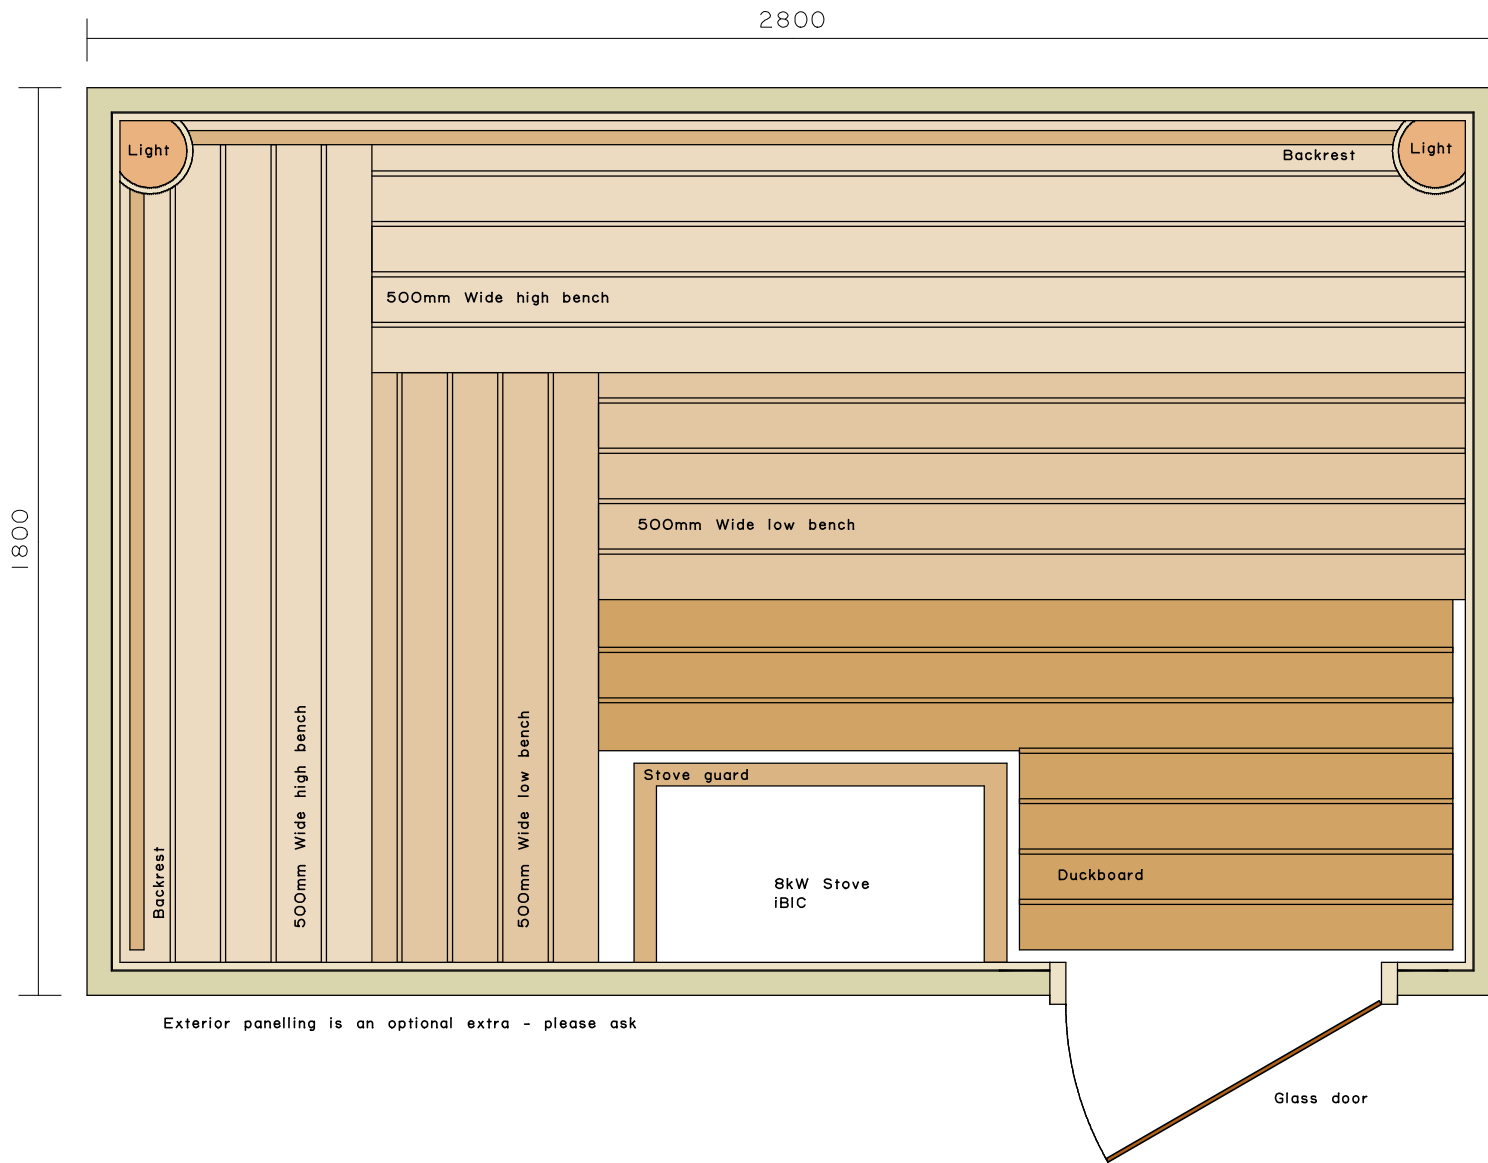 2800
Light
Light
Backrest
500mm Wide high bench
1800
500mm Wide low bench
500mm Wide high bench
500mm Wide low bench
Stove guard
Backrest
8kW Stove
iBIC
Duckboard
Exterior panelling is an optional extra - please ask
Glass door